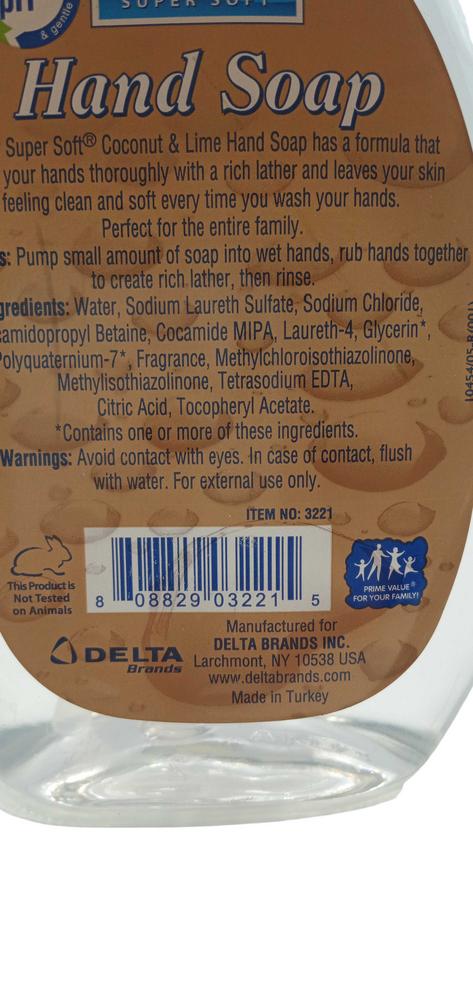 pH
& gentle
SUPER SOFT
Hand Soap
Super Soft® Coconut & Lime Hand Soap has a formula that
your hands thoroughly with a rich lather and leaves your skin
feeling clean and soft every time you wash your hands.
Perfect for the entire family.
s: Pump small amount of soap into wet hands, rub hands together
to create rich lather, then rinse.
gredients: Water, Sodium Laureth Sulfate, Sodium Chloride,
amidopropyl Betaine, Cocamide MIPA, Laureth-4, Glycerin*,
Polyquaternium-7*, Fragrance, Methylchloroisothiazolinone,
Methylisothiazolinone, Tetrasodium EDTA,
Citric Acid, Tocopheryl Acetate.
*Contains one or more of these ingredients.
Warnings: Avoid contact with eyes. In case of contact, flush
with water. For external use only.
ITEM NO: 3221
This Product is
Not Tested
on Animals
8 08829 03221 5
PRIME VALUE®
FOR YOUR FAMILY!
DELTA
Brands
Manufactured for
DELTA BRANDS INC.
Larchmont, NY 10538 USA
www.deltabrands.com
Made in Turkey